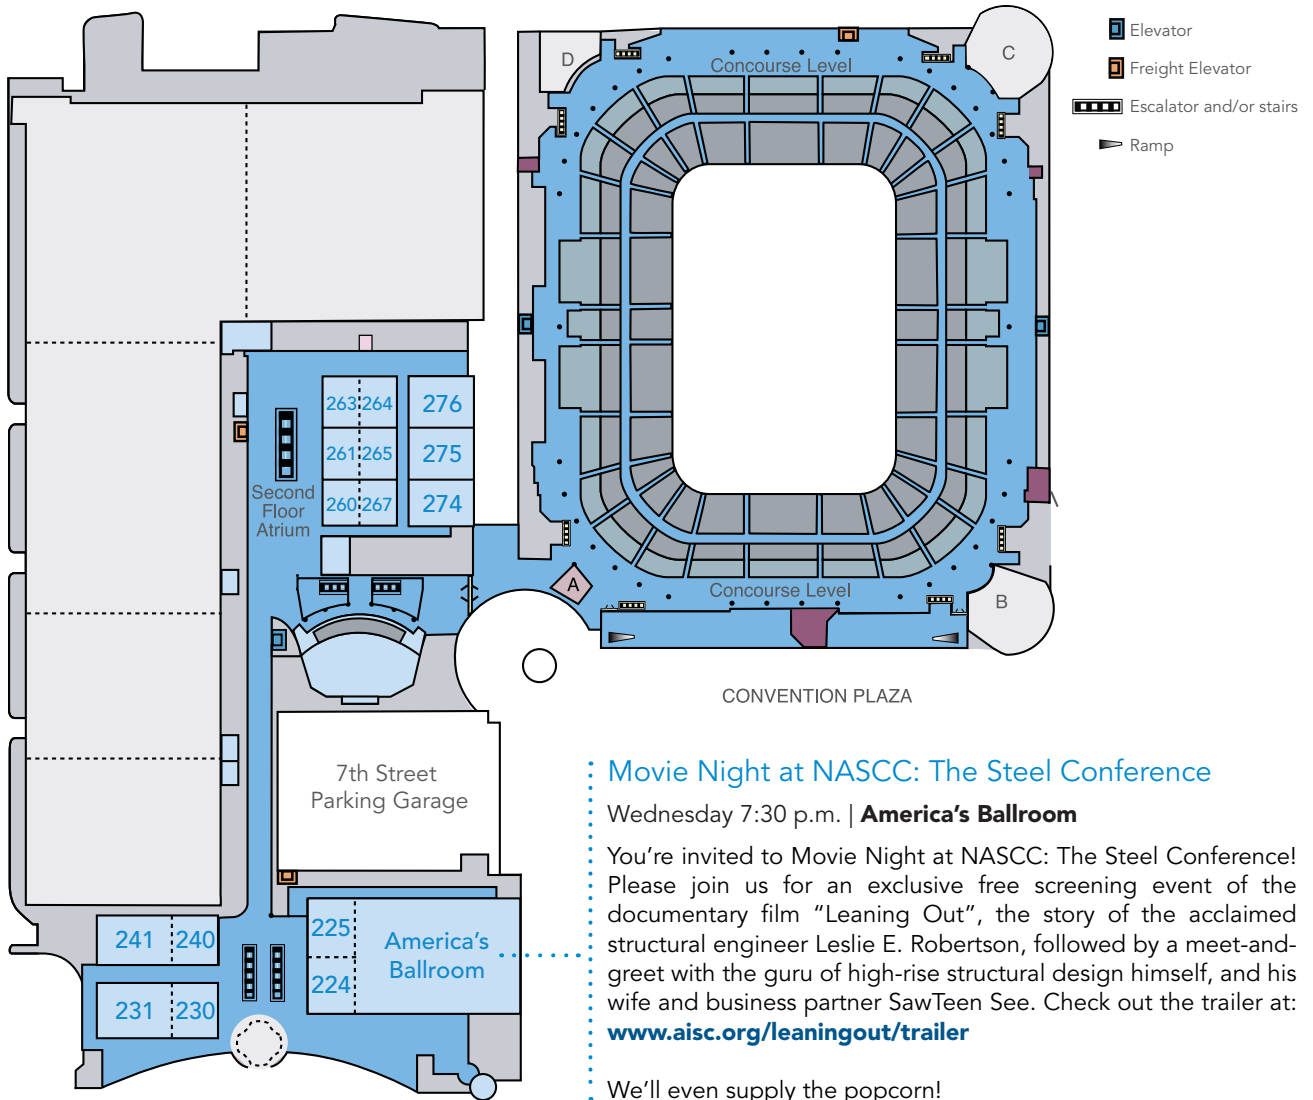 Elevator
Freight Elevator
Escalator and/or stairs
Ramp
D
Concourse Level
C
263 264 276
261 265 275
260 267 274
Second
Floor
Atrium
A
Concourse Level
B
CONVENTION PLAZA
7th Street
Parking Garage
241 240
231 230
225
224
America's
Ballroom
Movie Night at NASCC: The Steel Conference
Wednesday 7:30 p.m. | America's Ballroom
You're invited to Movie Night at NASCC: The Steel Conference!
Please join us for an exclusive free screening event of the
documentary film “Leaning Out”, the story of the acclaimed
structural engineer Leslie E. Robertson, followed by a meet-and-
greet with the guru of high-rise structural design himself, and his
wife and business partner SawTeen See. Check out the trailer at:
www.aisc.org/leaningout/trailer
We'll even supply the popcorn!